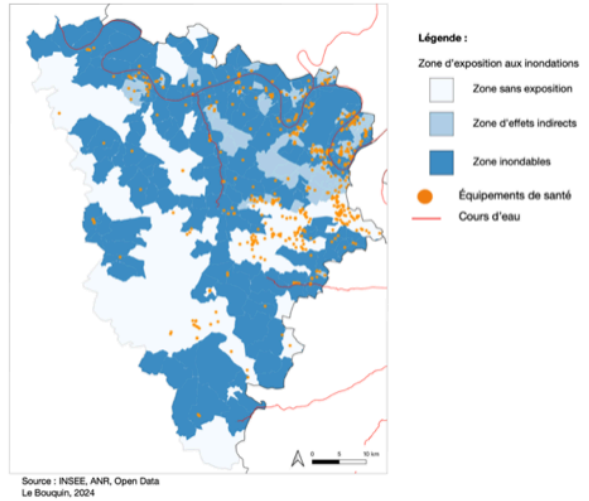 Légende :
Zone d'exposition aux inondations
Zone sans exposition
Zone d'effets indirects
Zone inondables
Équipements de santé
Cours d'eau
0 5 10 km
Source : INSEE, ANR, Open Data
Le Bouquin, 2024